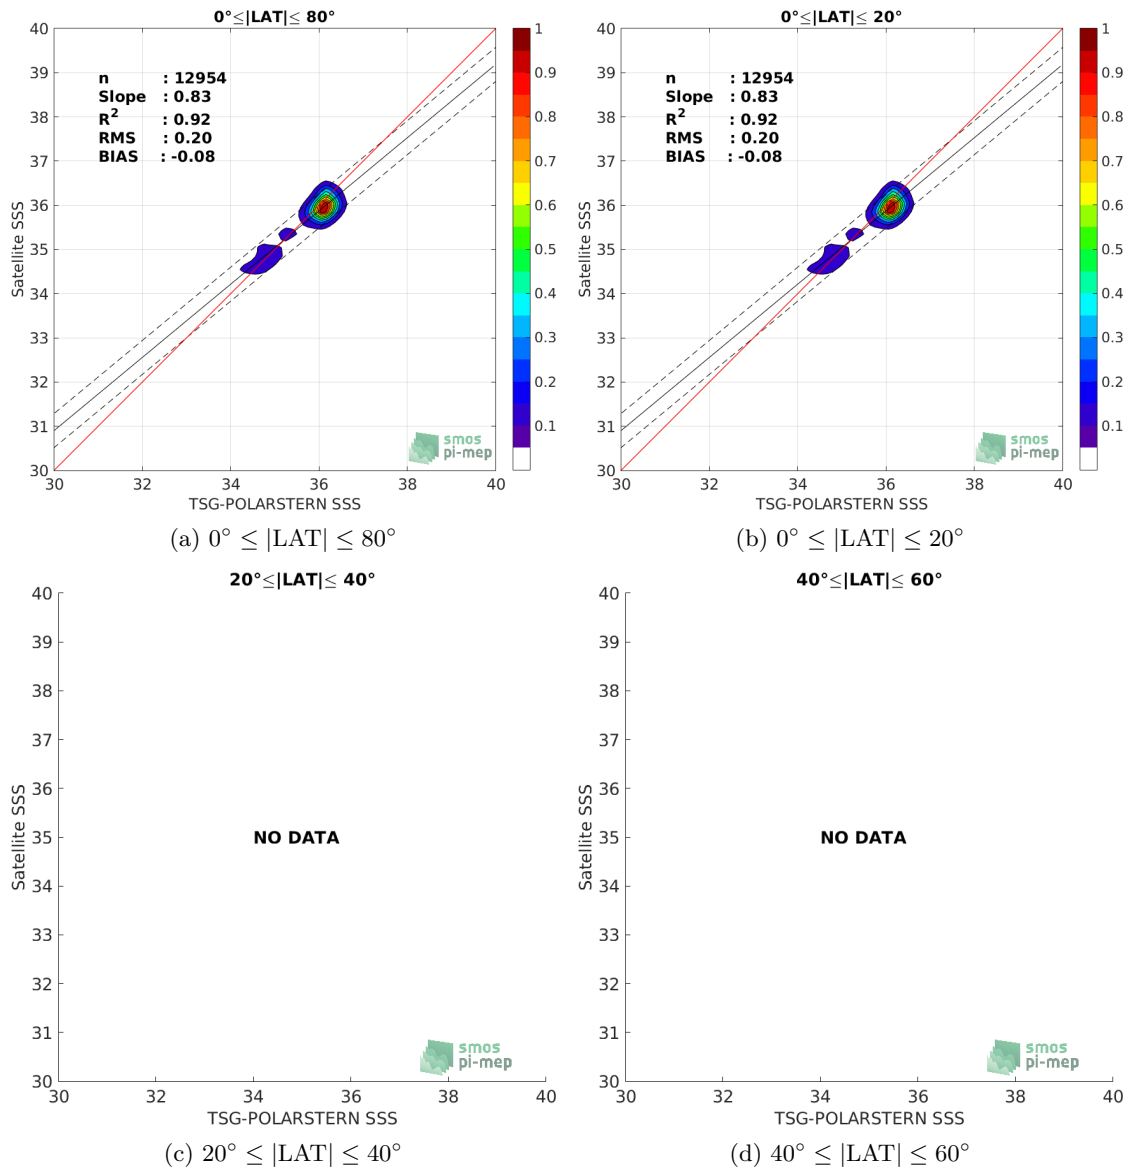 0°≤|LAT|≤ 80°
40
39
38
37
36
35
34
33
32
31
30
Satellite SSS
n : 12954
Slope : 0.83
R2 : 0.92
RMS : 0.20
BIAS : -0.08
smos
pi-mep
30 32 34 36 38 40
TSG-POLARSTERN SSS
1
0.9
0.8
0.7
0.6
0.5
0.4
0.3
0.2
0.1
(a) 0° ≤ |LAT| ≤ 80°
0°≤|LAT|≤ 20°
40
39
38
37
36
35
34
33
32
31
30
Satellite SSS
n : 12954
Slope : 0.83
R2 : 0.92
RMS : 0.20
BIAS : -0.08
smos
pi-mep
30 32 34 36 38 40
TSG-POLARSTERN SSS
1
0.9
0.8
0.7
0.6
0.5
0.4
0.3
0.2
0.1
(b) 0° ≤ |LAT| ≤ 20°
20°≤|LAT|≤ 40°
40
39
38
37
36
35
34
33
32
31
30
Satellite SSS
NO DATA
smos
pi-mep
30 32 34 36 38 40
TSG-POLARSTERN SSS
(c) 20° ≤ |LAT| ≤ 40°
40°≤|LAT|≤ 60°
40
39
38
37
36
35
34
33
32
31
30
Satellite SSS
NO DATA
smos
pi-mep
30 32 34 36 38 40
TSG-POLARSTERN SSS
(d) 40° ≤ |LAT| ≤ 60°